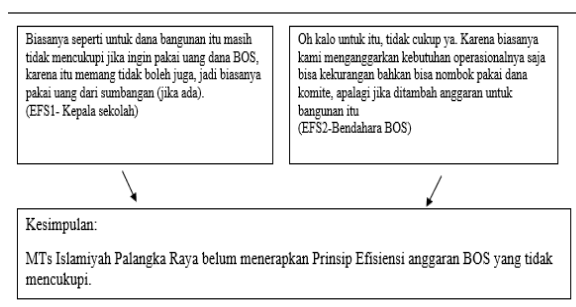 Biasanya seperti untuk dana bangunan itu masih
tidak mencukupi jika ingin pakai uang dana BOS,
karena itu memang tidak boleh juga, jadi biasanya
pakai uang dari sumbangan (jika ada).
(EFS1- Kepala sekolah)
Oh kalo untuk itu, tidak cukup ya. Karena biasanya
kami menganggarkan kebutuhan operasionalnya saja
bisa kekurangan bahkan bisa nombok pakai dana
komite, apalagi jika ditambah anggaran untuk
bangunan itu
(EFS2-Bendahara BOS)
Kesimpulan:
MTs Islamiyah Palangka Raya belum menerapkan Prinsip Efisiensi anggaran BOS yang tidak
mencukupi.